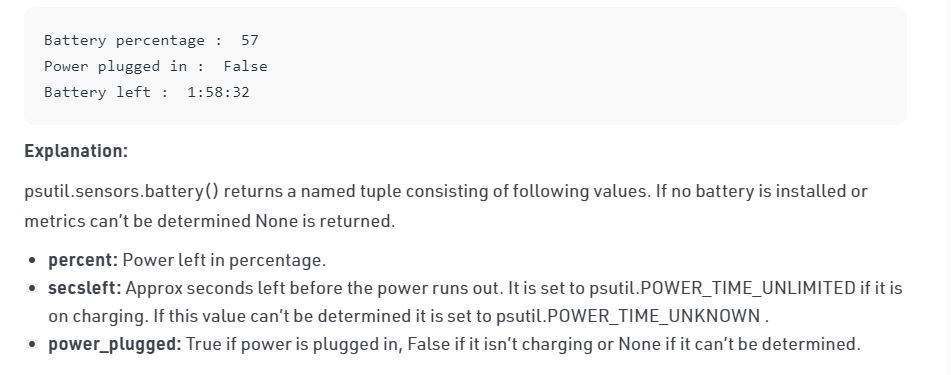 Battery percentage :  57
Power plugged in :  False
Battery left :  1:58:32
Explanation:
psutil.sensors.battery() returns a named tuple consisting of following values. If no battery is installed or
metrics can’t be determined None is returned.
• percent: Power left in percentage.
• secsleft: Approx seconds left before the power runs out. It is set to psutil.POWER_TIME_UNLIMITED if it is
on charging. If this value can’t be determined it is set to psutil.POWER_TIME_UNKNOWN .
• power_plugged: True if power is plugged in, False if it isn’t charging or None if it can’t be determined.